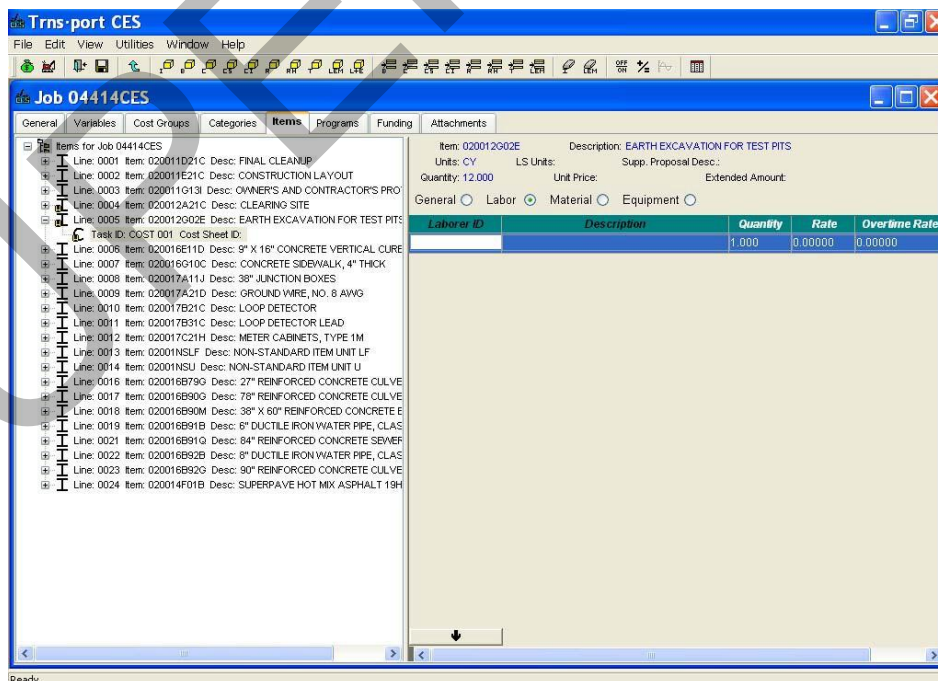 Trns·port CES
File Edit View Utilities Window Help
Job 04414CES
General Variables Cost Groups Categories Items Programs Funding Attachments
Items for Job 04414CES
Line: 0001 Item: 020011D21C Desc: FINAL CLEANUP
Line: 0002 Item: 020011E21C Desc: CONSTRUCTION LAYOUT
Line: 0003 Item: 020011G13I Desc: OWNER'S AND CONTRACTOR'S PRO
Line: 0004 Item: 020012A21C Desc: CLEARING SITE
Line: 0005 Item: 020012G02E Desc: EARTH EXCAVATION FOR TEST PITS
Task ID: COST 001 Cost Sheet ID:
Line: 0006 Item: 020016E11D Desc: 9" X 16" CONCRETE VERTICAL CURB
Line: 0007 Item: 020016G10C Desc: CONCRETE SIDEWALK, 4" THICK
Line: 0008 Item: 020017A11J Desc: 38" JUNCTION BOXES
Line: 0009 Item: 020017A21D Desc: GROUND WIRE, NO. 8 AWG
Line: 0010 Item: 020017B21C Desc: LOOP DETECTOR
Line: 0011 Item: 020017B31C Desc: LOOP DETECTOR LEAD
Line: 0012 Item: 020017C21H Desc: METER CABINETS, TYPE 1M
Line: 0013 Item: 02001NSLF Desc: NON-STANDARD ITEM UNIT LF
Line: 0014 Item: 02001NSU Desc: NON-STANDARD ITEM UNIT U
Line: 0016 Item: 020016B79G Desc: 27" REINFORCED CONCRETE CULVE
Line: 0017 Item: 020016B90G Desc: 78" REINFORCED CONCRETE CULVE
Line: 0018 Item: 020016B90M Desc: 38" X 60" REINFORCED CONCRETE E
Line: 0019 Item: 020016B91B Desc: 6" DUCTILE IRON WATER PIPE, CLAS
Line: 0021 Item: 020016B91Q Desc: 84" REINFORCED CONCRETE SEWER
Line: 0022 Item: 020016B92B Desc: 8" DUCTILE IRON WATER PIPE, CLAS
Line: 0023 Item: 020016B92G Desc: 90" REINFORCED CONCRETE CULVE
Line: 0024 Item: 020014F01B Desc: SUPERPAVE HOT MIX ASPHALT 19H
Item: 020012G02E Description: EARTH EXCAVATION FOR TEST PITS
Units: CY LS Units: Supp. Proposal Desc.:
Quantity: 12.000 Unit Price: Extended Amount:
General Labor Material Equipment
Laborer ID Description Quantity Rate Overtime Rate
1.000 0.00000 0.00000
Ready